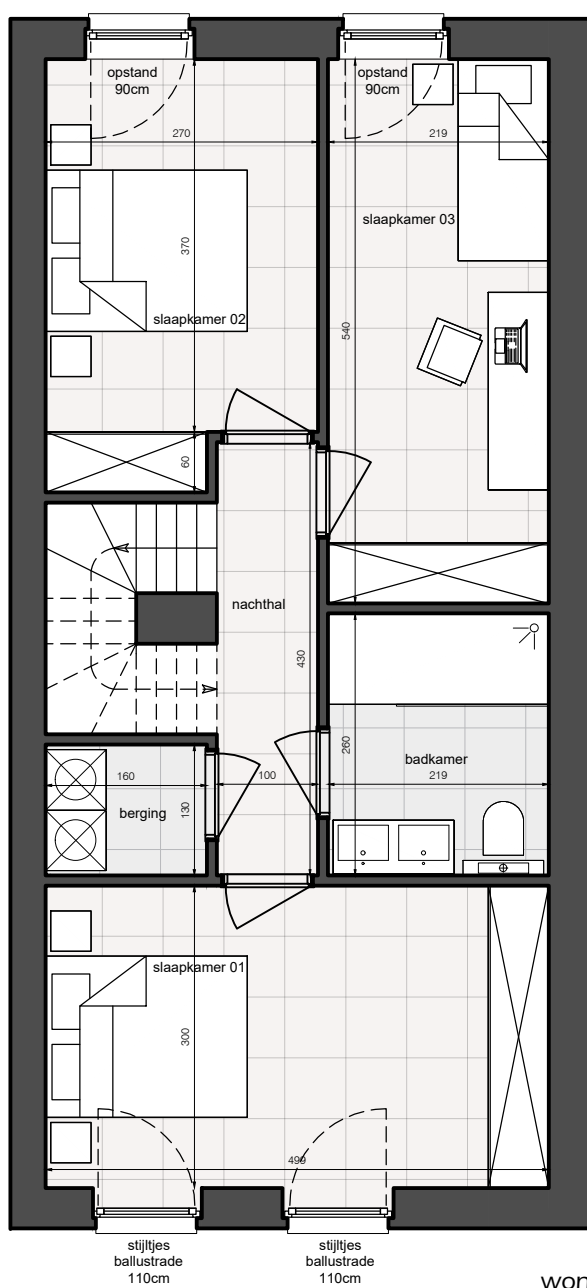 opstand
90cm
opstand
90cm
270
219
slaapkamer 03
370
slaapkamer 02
540
60
nachthal
430
260
badkamer
160
100
219
berging
130
slaapkamer 01
300
499
stijltjes
ballustrade
110cm
stijltjes
ballustrade
110cm